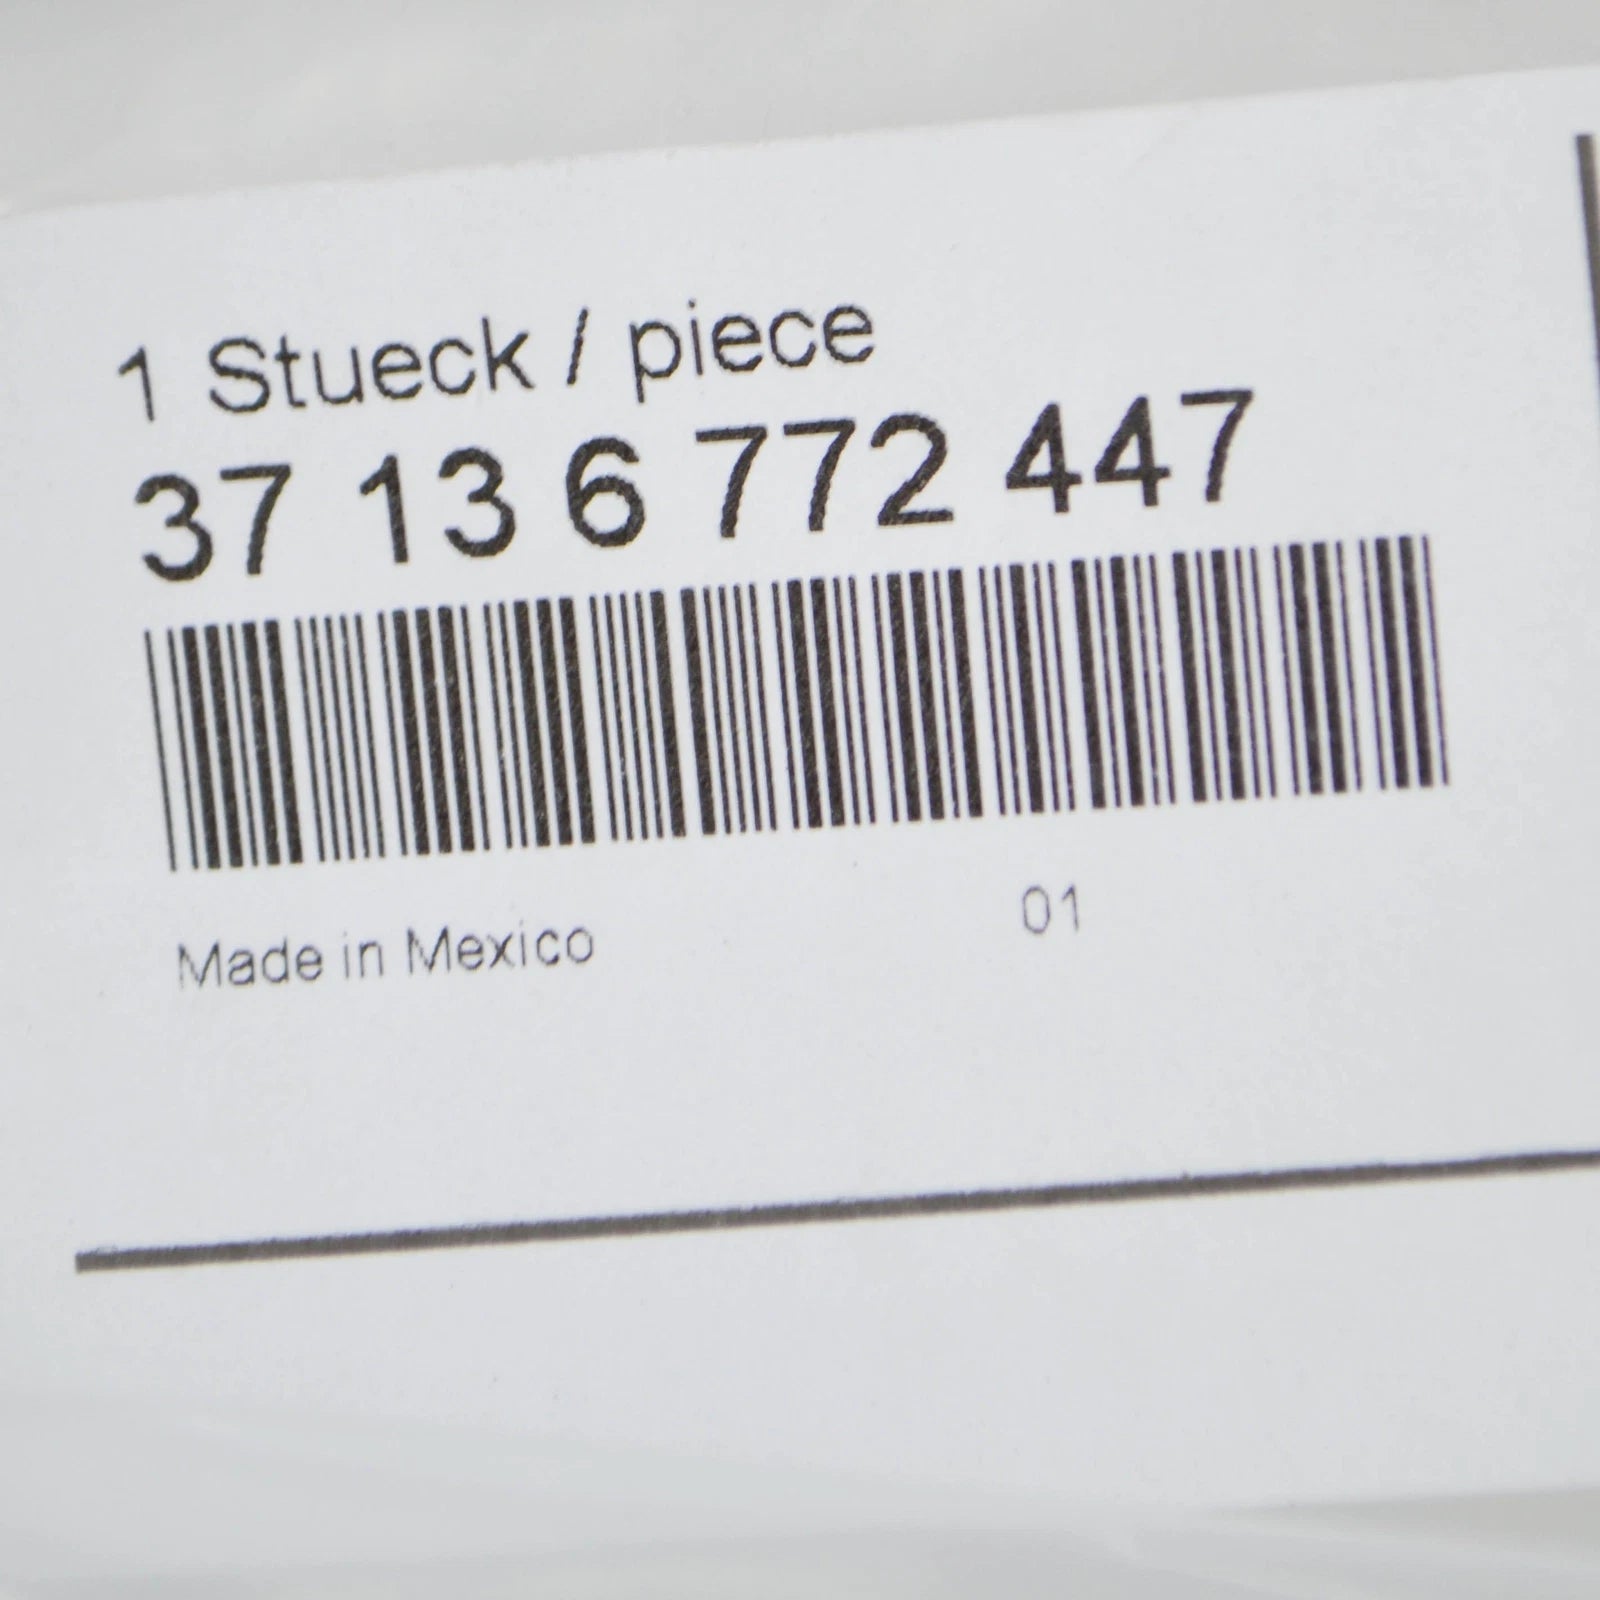 1 Stueck / piece
37 13 6 772 447
Made in Mexico 01